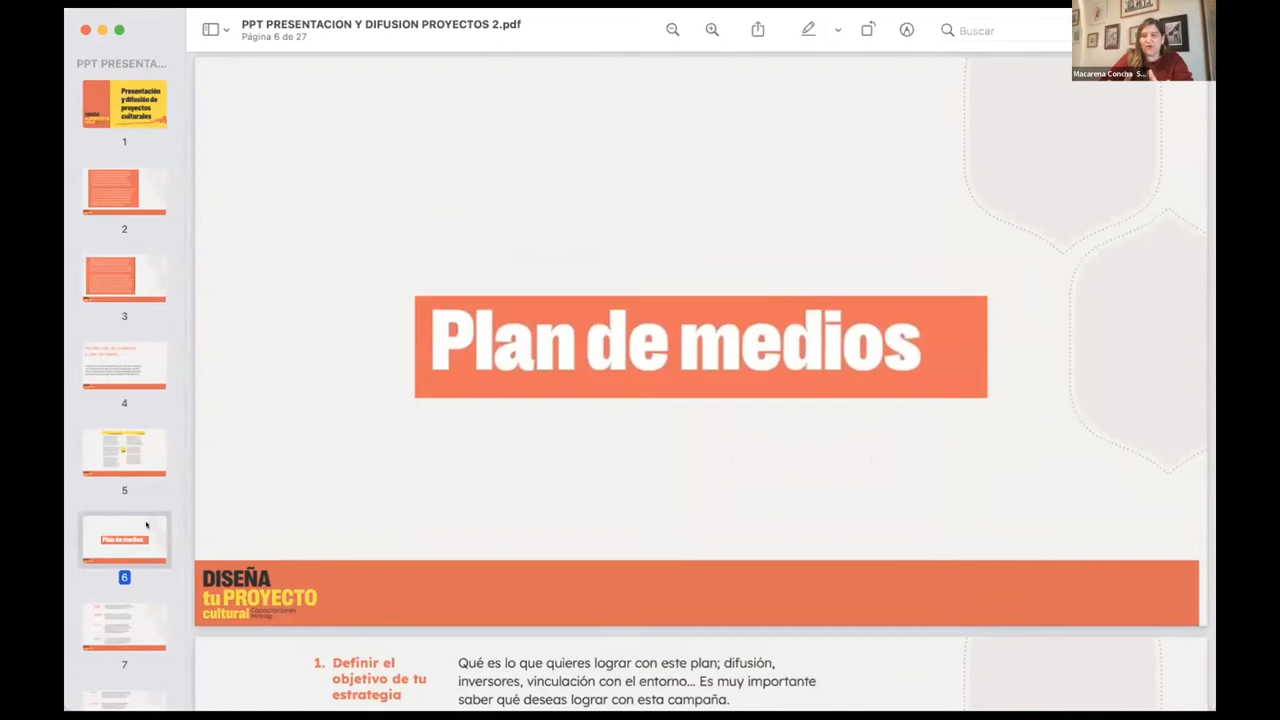 PPT PRESENTACION Y DIFUSION PROYECTOS 2.pdf
Página 6 de 27
Buscar
Macarena Concha S...
PPT PRESENTA...
Presentación
y difusión de
proyectos
culturales
1
2
3
4
5
Plan de medios
6
7
Plan de medios
DISEÑA
tu PROYECTO
cultural Capacitaciones
Mincap
1. Definir el
objetivo de tu
estrategia
Qué es lo que quieres lograr con este plan; difusión,
inversores, vinculación con el entorno... Es muy importante
saber qué deseas lograr con esta campaña.